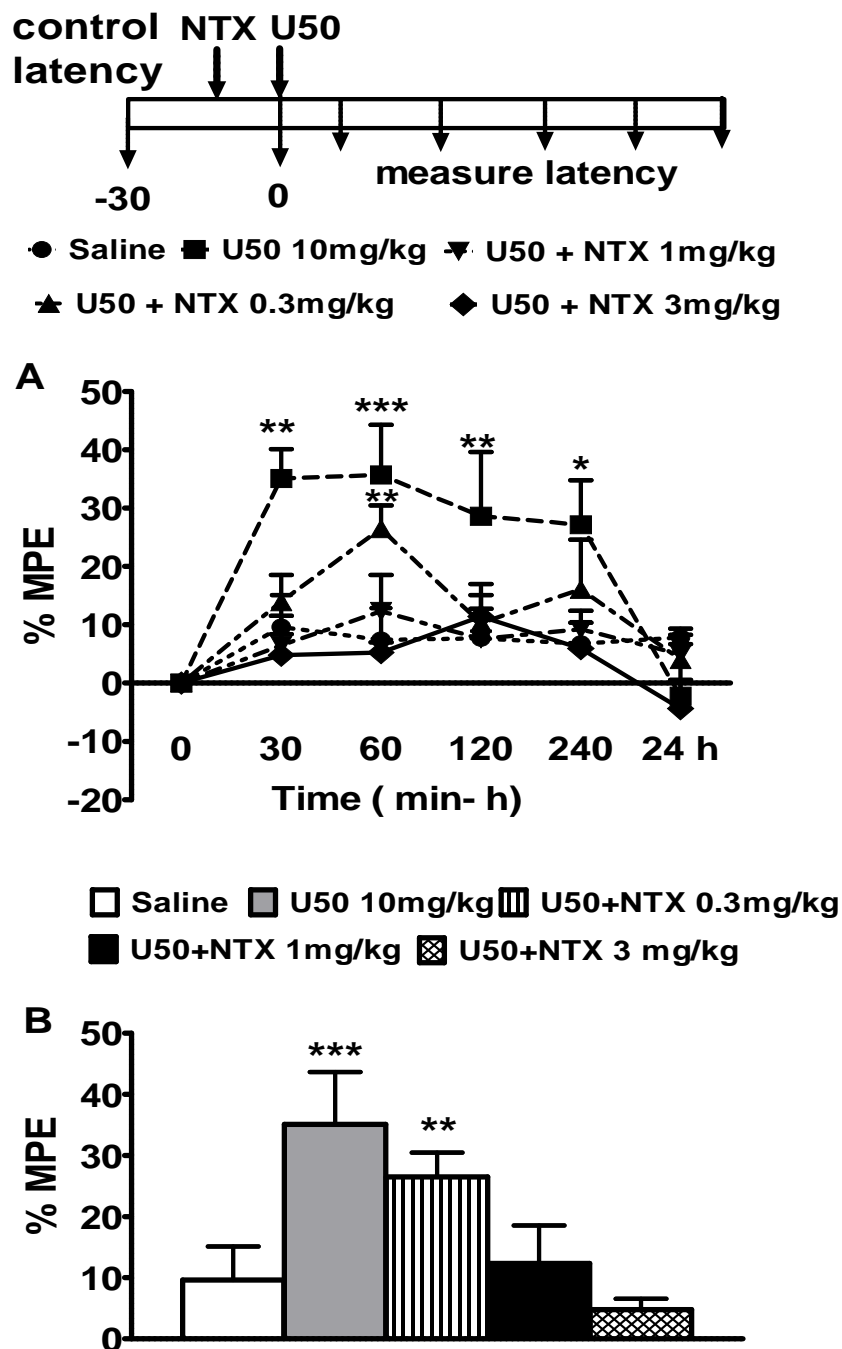 control NTX U50
latency
-30 0 measure latency
Saline U50 10mg/kg U50 + NTX 1mg/kg
U50 + NTX 0.3mg/kg U50 + NTX 3mg/kg
A
50
40
30
20
10
0
-10
-20
% MPE
** *** ** *
**
0 30 60 120 240 24 h
Time ( min- h)
Saline U50 10mg/kg U50+NTX 0.3mg/kg
U50+NTX 1mg/kg U50+NTX 3 mg/kg
B
50
40
30
20
10
0
% MPE
***
**